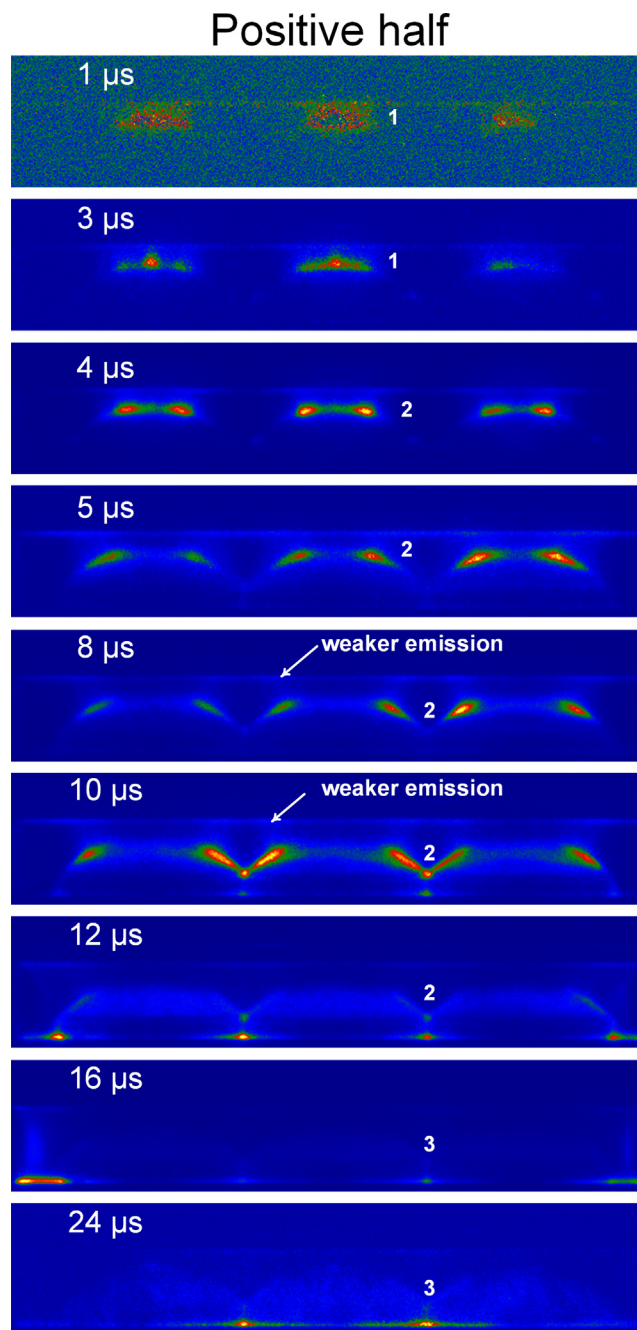 Positive half
1 μs
1
3 μs
1
4 μs
2
5 μs
2
8 μs
weaker emission
2
10 μs
weaker emission
2
12 μs
2
16 μs
3
24 μs
3